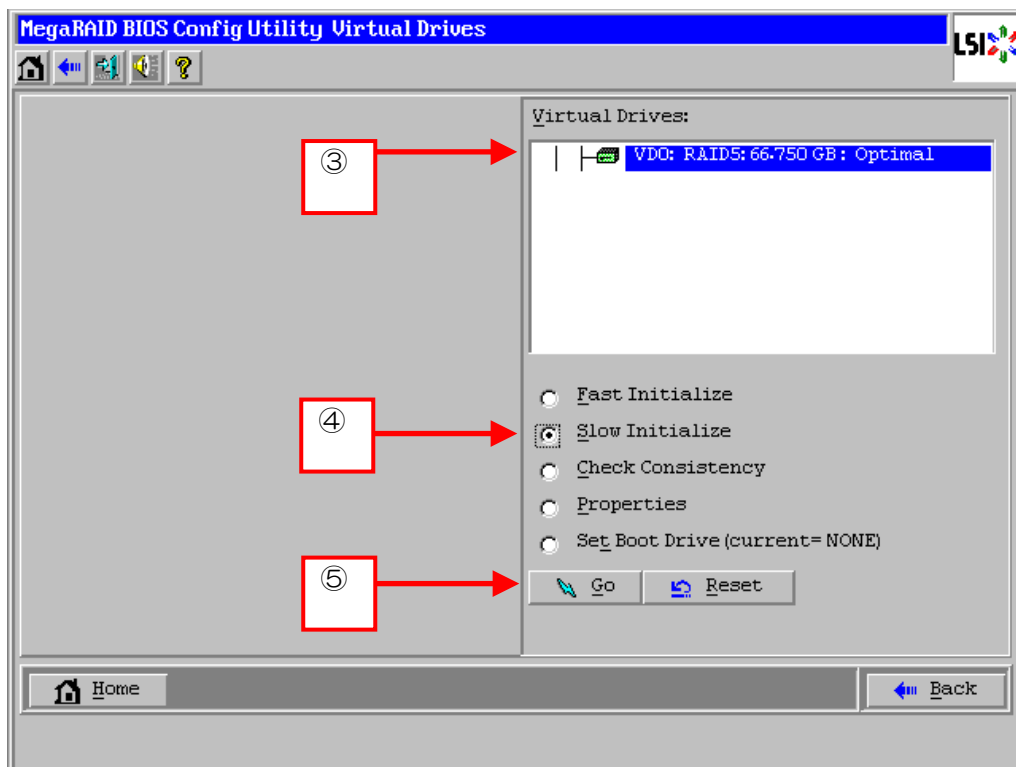 MegaRAID BIOS Config Utility Virtual Drives
LSI
Virtual Drives:
③
VD0: RAID5: 66.750 GB: Optimal
Fast Initialize
④
Slow Initialize
Check Consistency
Properties
Set Boot Drive (current= NONE)
⑤
Go
Reset
Home
Back